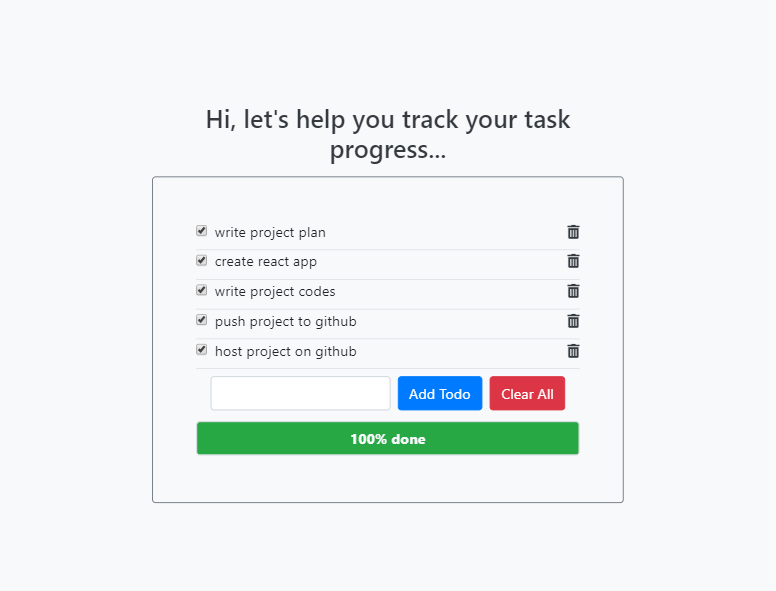 Hi, let's help you track your task
progress...
write project plan
create react app
write project codes
push project to github
host project on github
Add Todo
Clear All
100% done